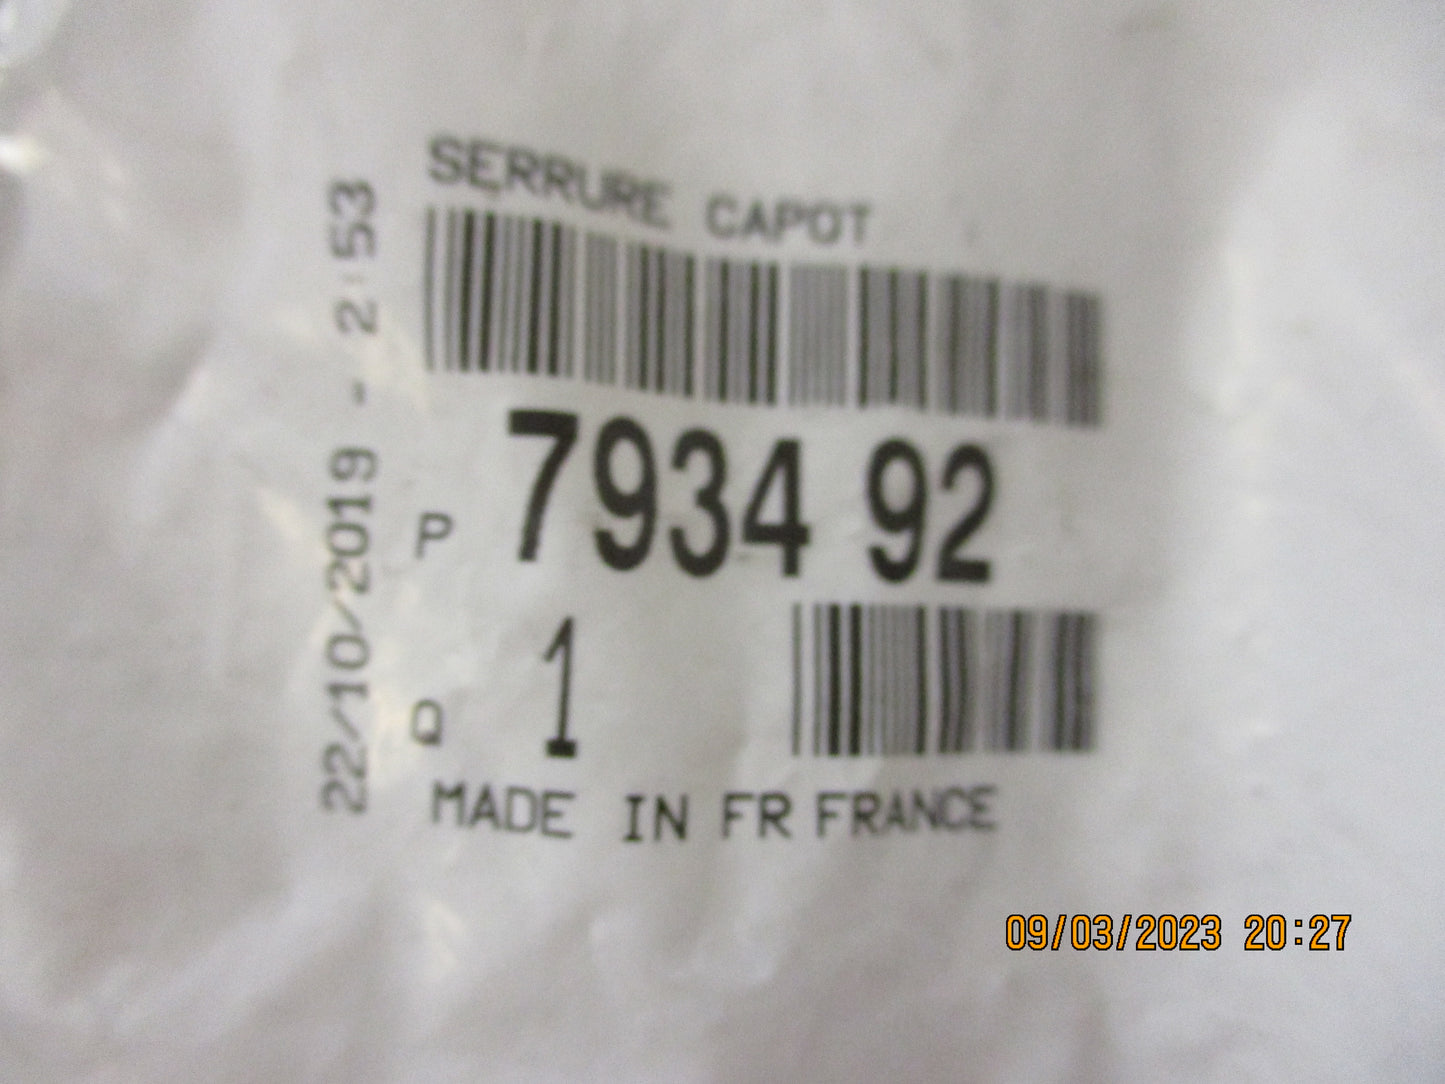 SERRURE CAPOT
22/10/2019 - 2:53
P 7934 92
Q 1
MADE IN FR FRANCE
09/03/2023 20:27